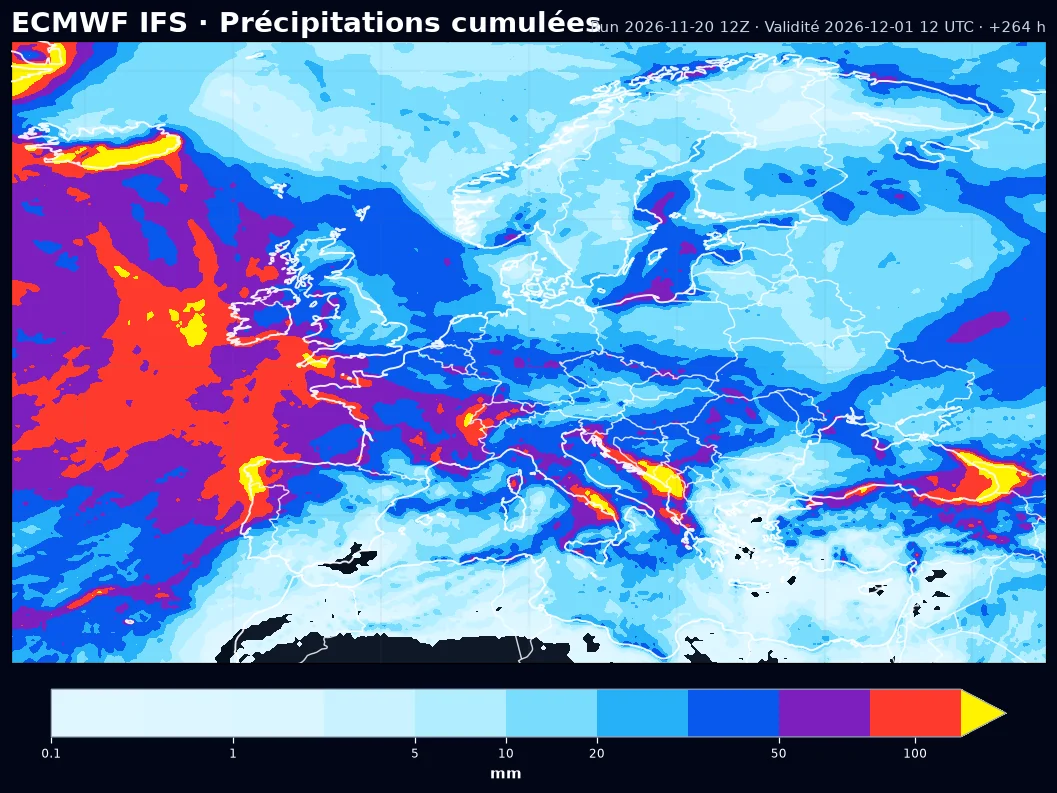 ECMWF IFS · Précipitations cumulées
Run 2026-11-20 12Z · Validité 2026-12-01 12 UTC · +264 h
0.1 1 5 10 20 50 100
mm